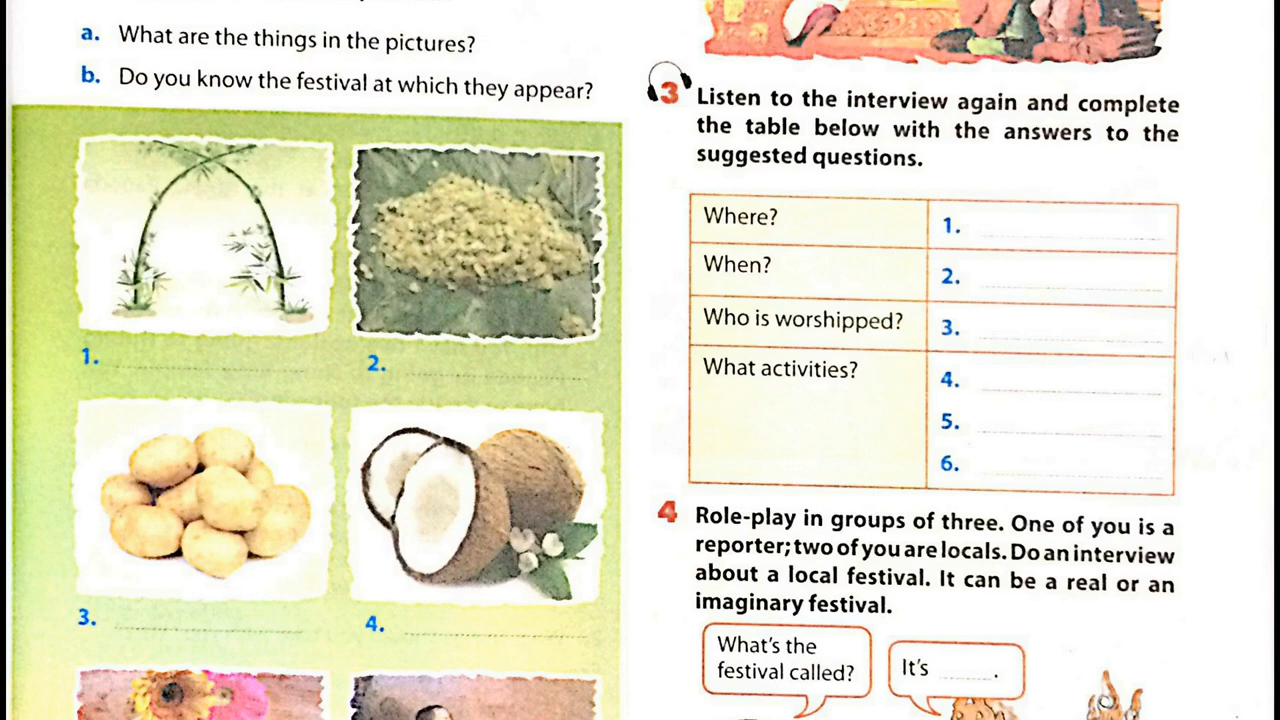 a. What are the things in the pictures?
b. Do you know the festival at which they appear?
1.
2.
3.
4.
3 Listen to the interview again and complete
the table below with the answers to the
suggested questions.
Where? 1.
When? 2.
Who is worshipped? 3.
What activities? 4.
5.
6.
4 Role-play in groups of three. One of you is a
reporter; two of you are locals. Do an interview
about a local festival. It can be a real or an
imaginary festival.
What's the
festival called?
It's ........ .